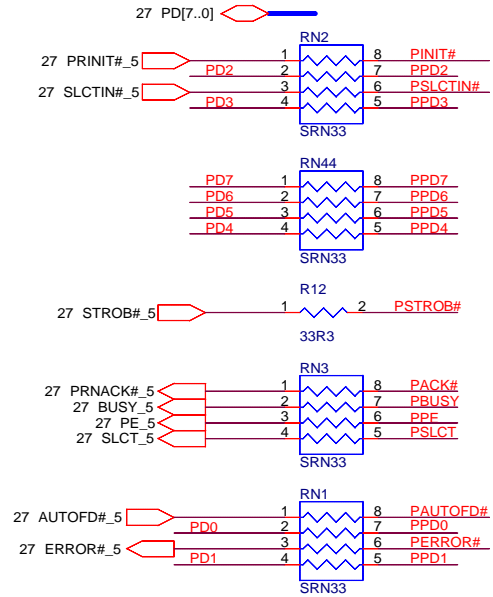 27 PD[7..0]
RN2
27 PRINIT#_5 1 8 PINIT#
PD2 2 7 PPD2
27 SLCTIN#_5 3 6 PSLCTIN#
PD3 4 5 PPD3
SRN33
RN44
PD7 1 8 PPD7
PD6 2 7 PPD6
PD5 3 6 PPD5
PD4 4 5 PPD4
SRN33
R12
27 STROB#_5 1 2 PSTROB#
33R3
RN3
27 PRNACK#_5 1 8 PACK#
27 BUSY_5 2 7 PBUSY
27 PE_5 3 6 PPE
27 SLCT_5 4 5 PSLCT
SRN33
RN1
27 AUTOFD#_5 1 8 PAUTOFD#
PD0 2 7 PPD0
27 ERROR#_5 3 6 PERROR#
PD1 4 5 PPD1
SRN33